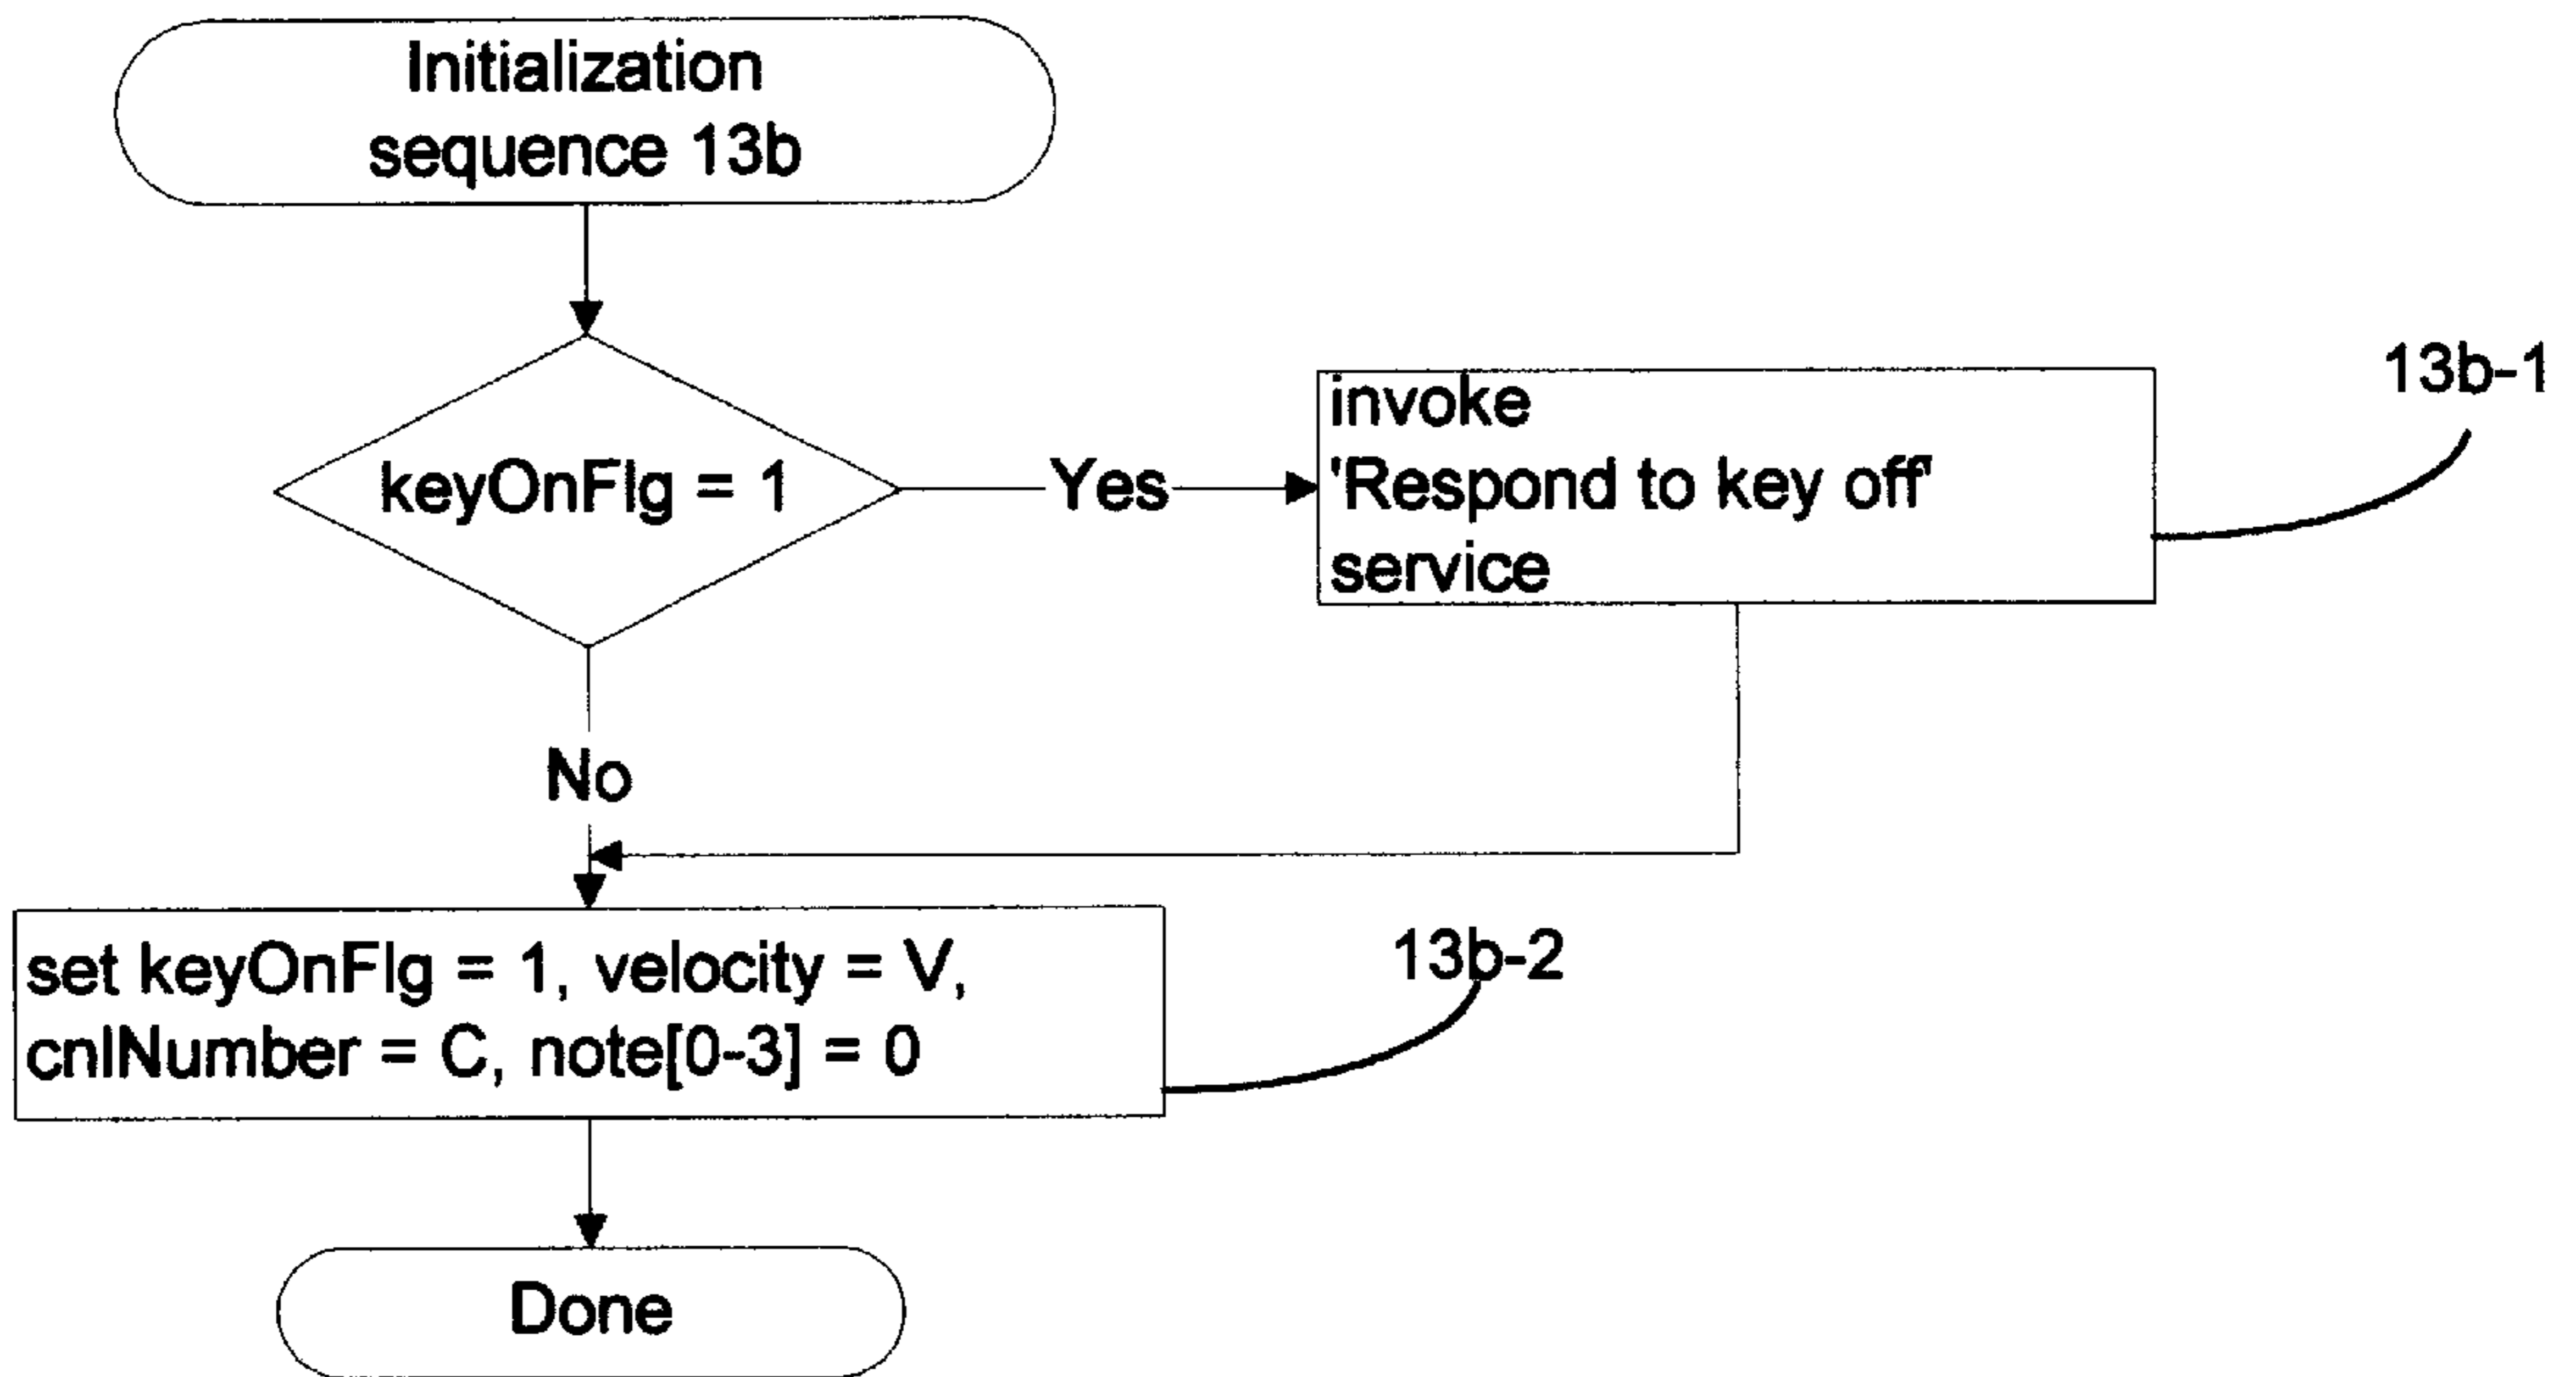 Initialization
sequence 13b
keyOnFlg = 1
Yes
invoke
'Respond to key off'
service
13b-1
No
set keyOnFlg = 1, velocity = V,
cnlNumber = C, note[0-3] = 0
13b-2
Done